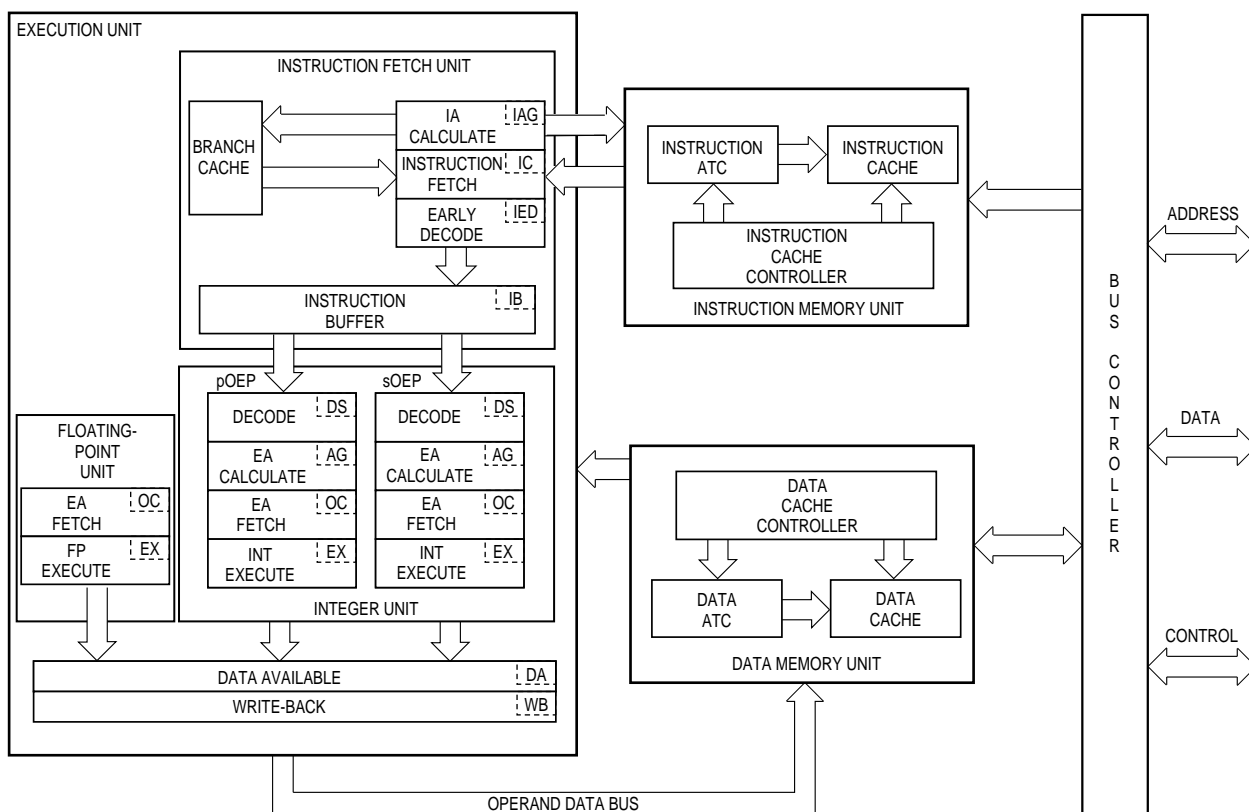 EXECUTION UNIT
INSTRUCTION FETCH UNIT
BRANCH
CACHE
IA
CALCULATE
IAG
INSTRUCTION
FETCH
IC
EARLY
DECODE
IED
INSTRUCTION
BUFFER
IB
pOEP
sOEP
DECODE
DS
EA
CALCULATE
AG
EA
FETCH
OC
INT
EXECUTE
EX
DECODE
DS
EA
CALCULATE
AG
EA
FETCH
OC
INT
EXECUTE
EX
INTEGER UNIT
FLOATING-
POINT
UNIT
EA
FETCH
OC
FP
EXECUTE
EX
DATA AVAILABLE
DA
WRITE-BACK
WB
INSTRUCTION
ATC
INSTRUCTION
CACHE
INSTRUCTION
CACHE
CONTROLLER
INSTRUCTION MEMORY UNIT
DATA
CACHE
CONTROLLER
DATA
ATC
DATA
CACHE
DATA MEMORY UNIT
OPERAND DATA BUS
BUS CONTROLLER
ADDRESS
DATA
CONTROL